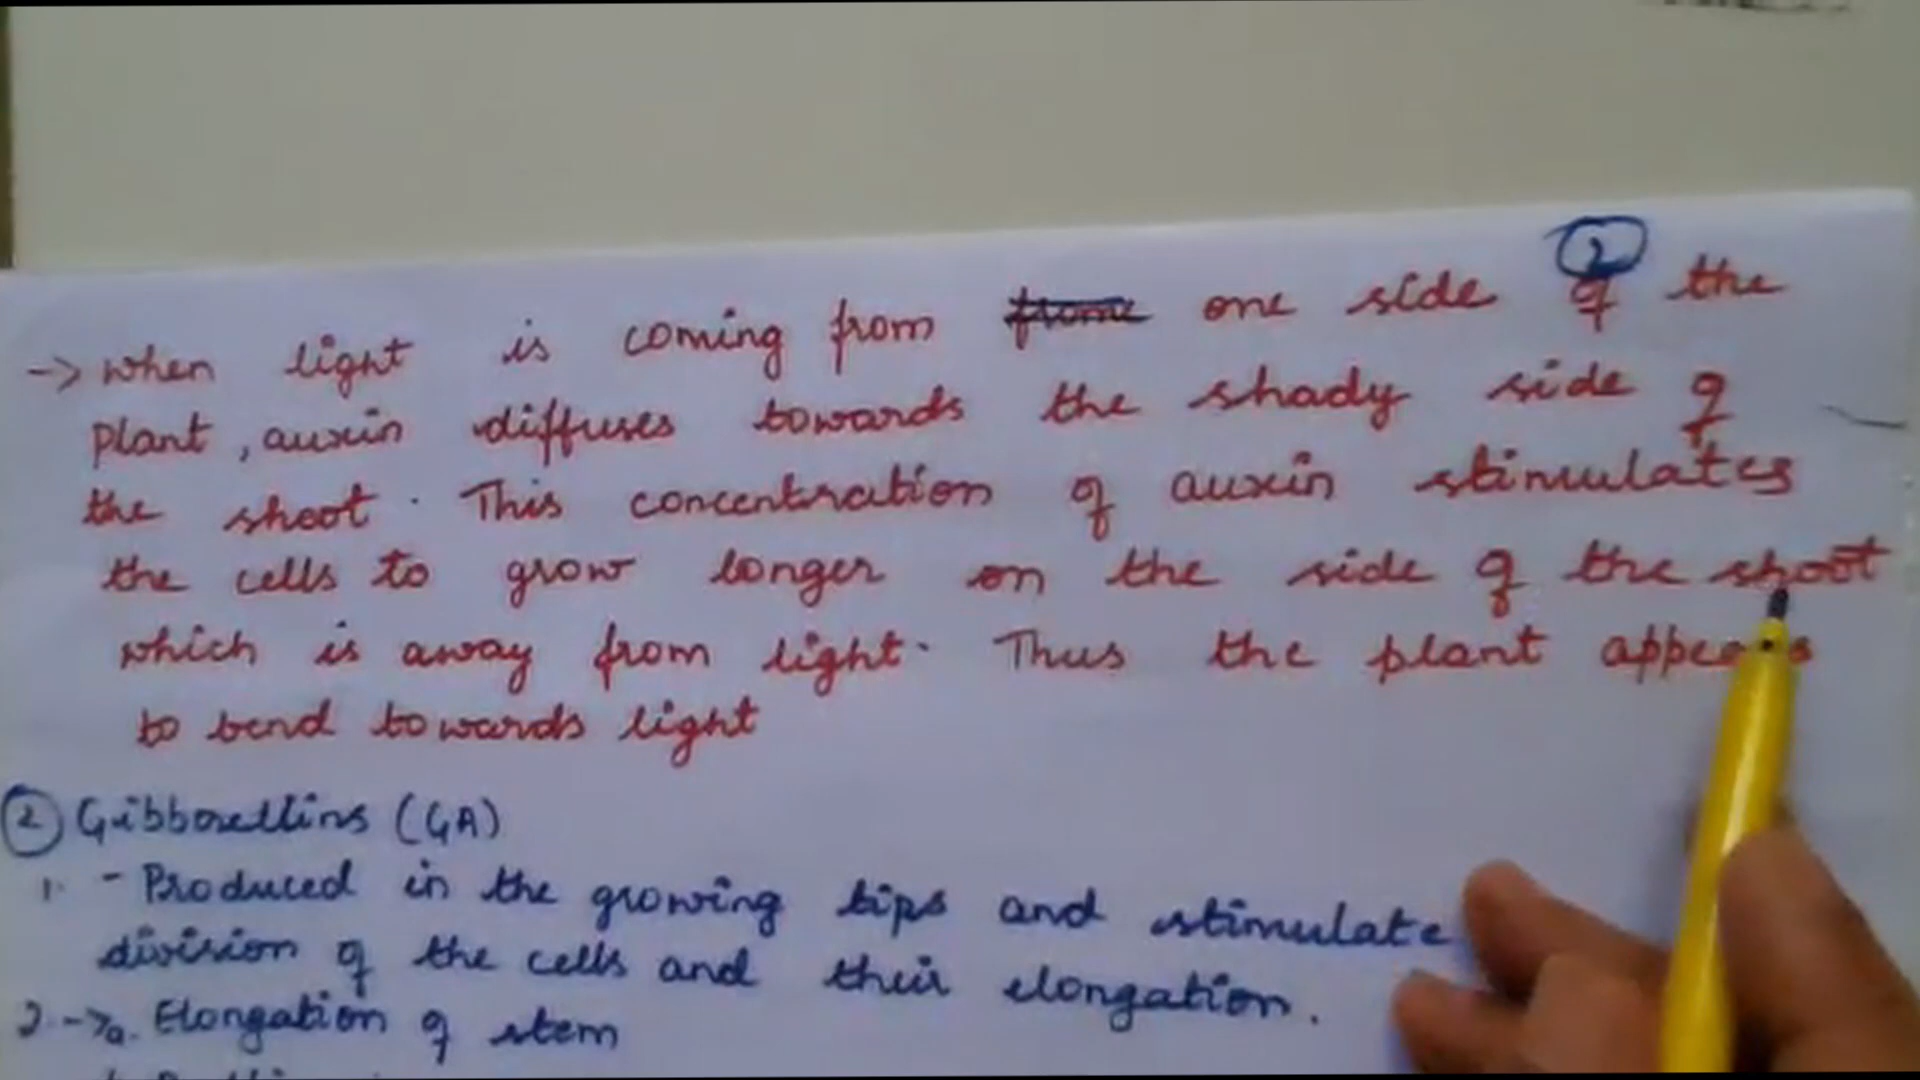 2
-> when light is coming from one side of the
plant, auxin diffuses towards the shady side of
the shoot. This concentration of auxin stimulates
the cells to grow longer on the side of the shoot
which is away from light. Thus the plant appears
to bend towards light
2 Gibberellins (GA)
1. - Produced in the growing tips and stimulate
division of the cells and their elongation.
2 -> a. Elongation of stem